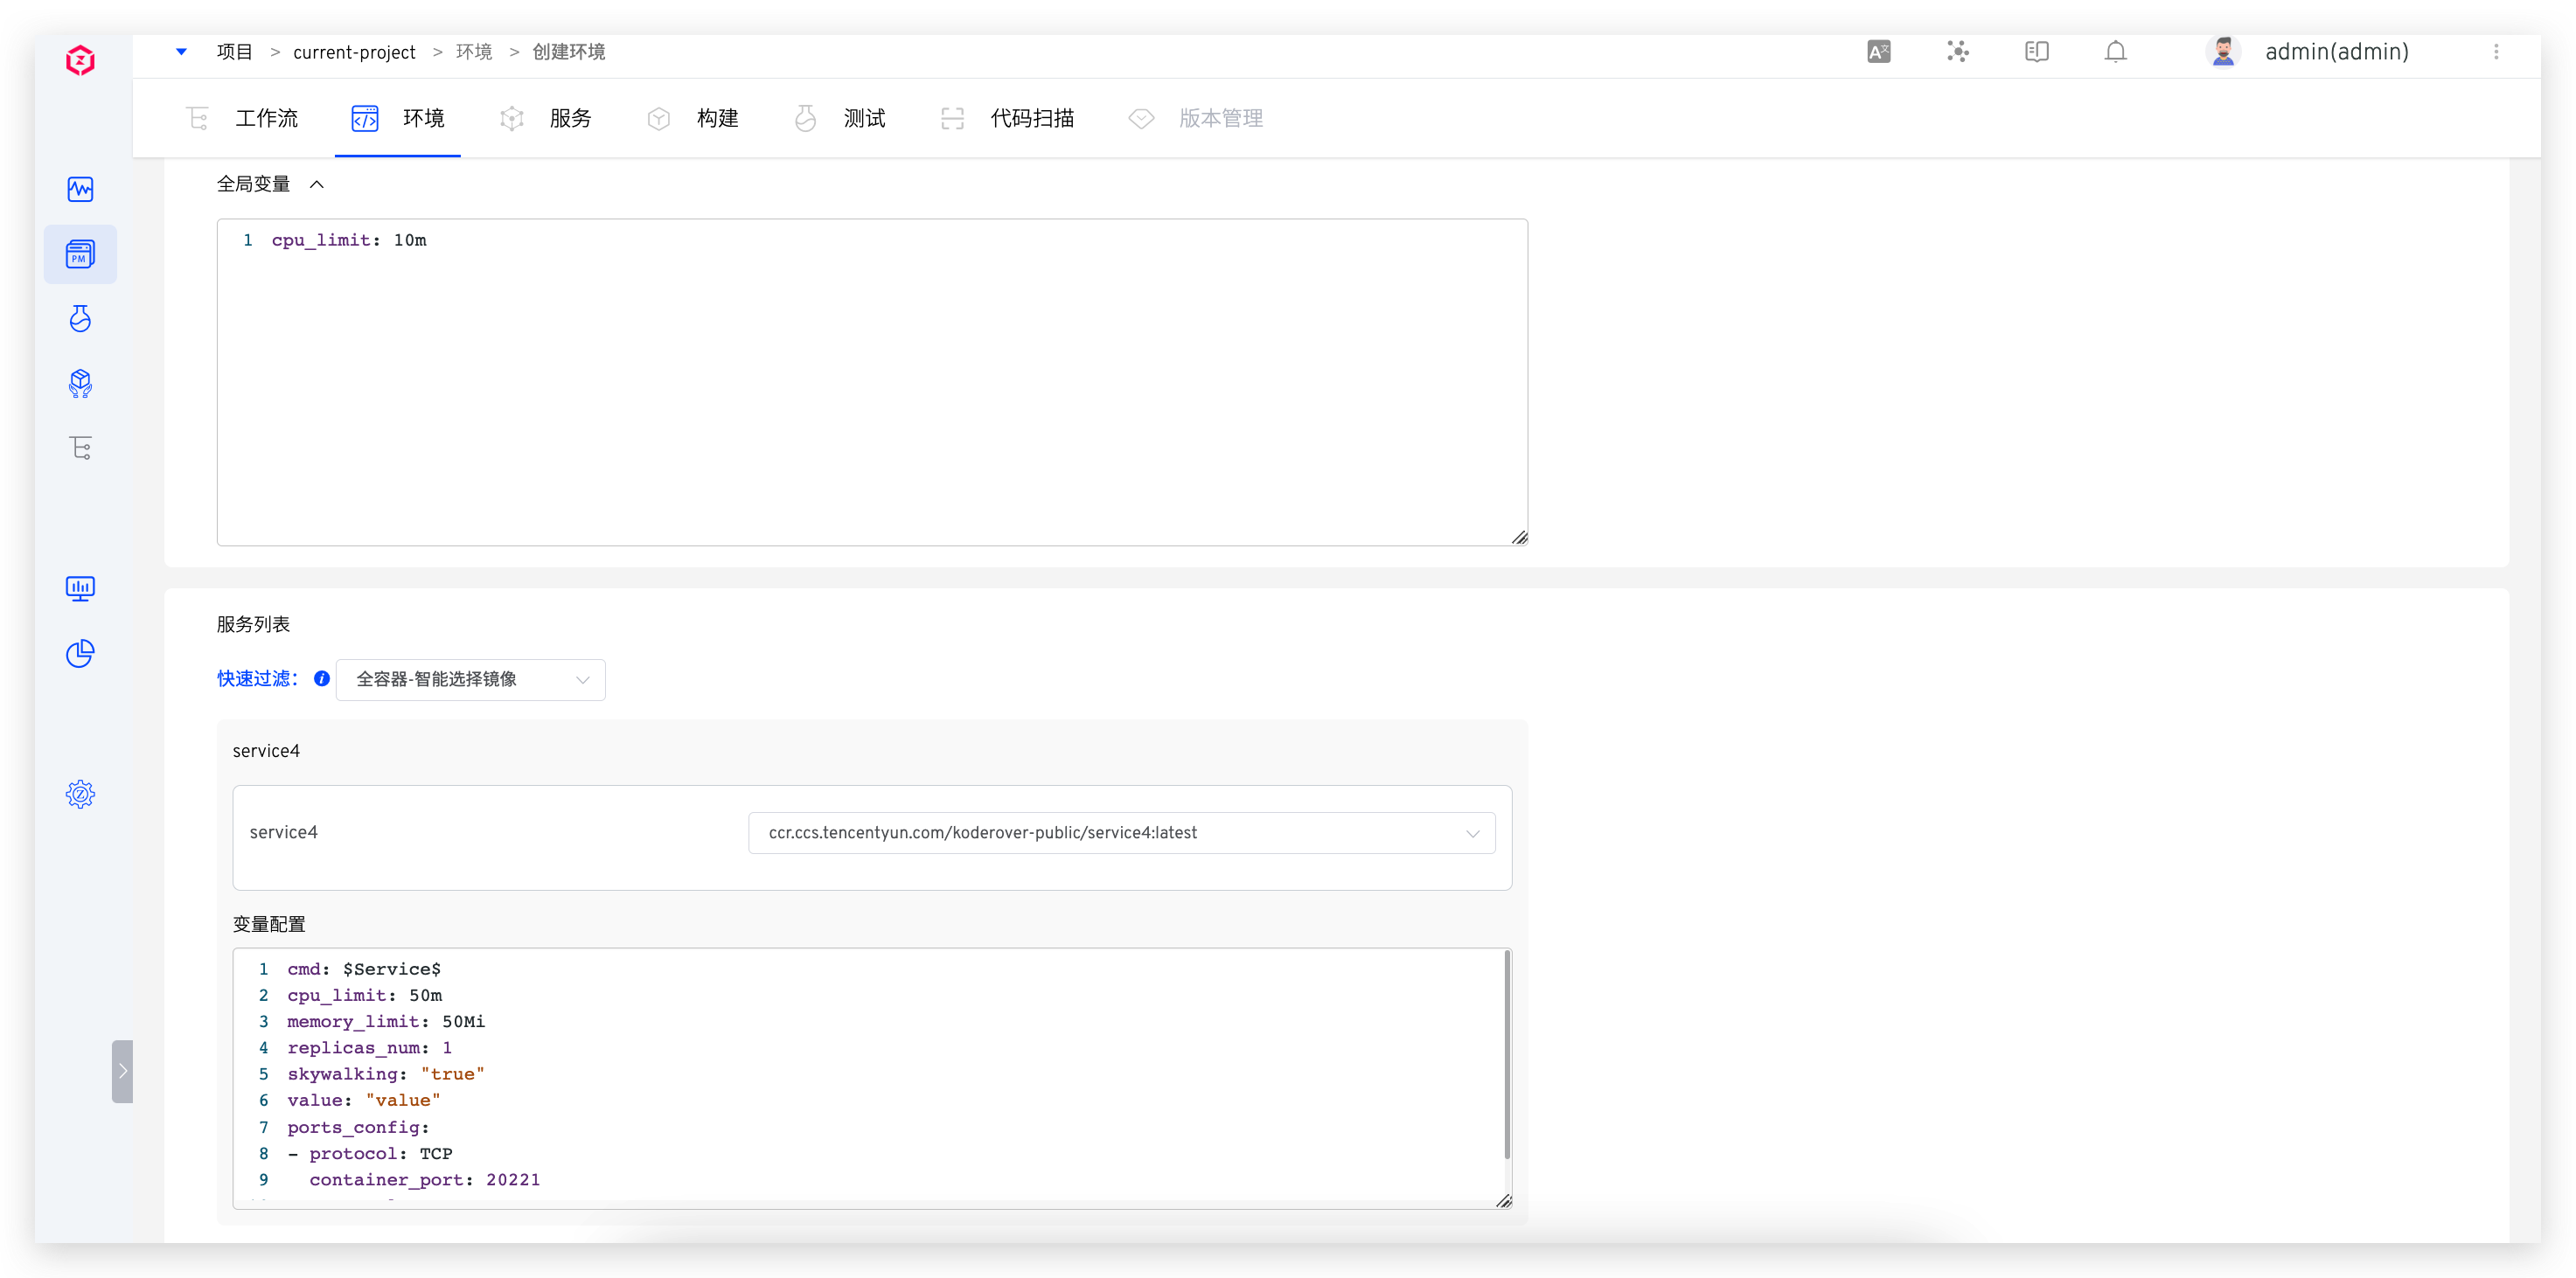 项目 > current-project > 环境 > 创建环境
admin(admin)
工作流 环境 服务 构建 测试 代码扫描 版本管理
PM
全局变量
1 cpu_limit: 10m
服务列表
快速过滤： 全容器-智能选择镜像
service4
service4 ccr.ccs.tencentyun.com/koderover-public/service4:latest
变量配置
1 cmd: $Service$
2 cpu_limit: 50m
3 memory_limit: 50Mi
4 replicas_num: 1
5 skywalking: "true"
6 value: "value"
7 ports_config:
8 - protocol: TCP
9   container_port: 20221